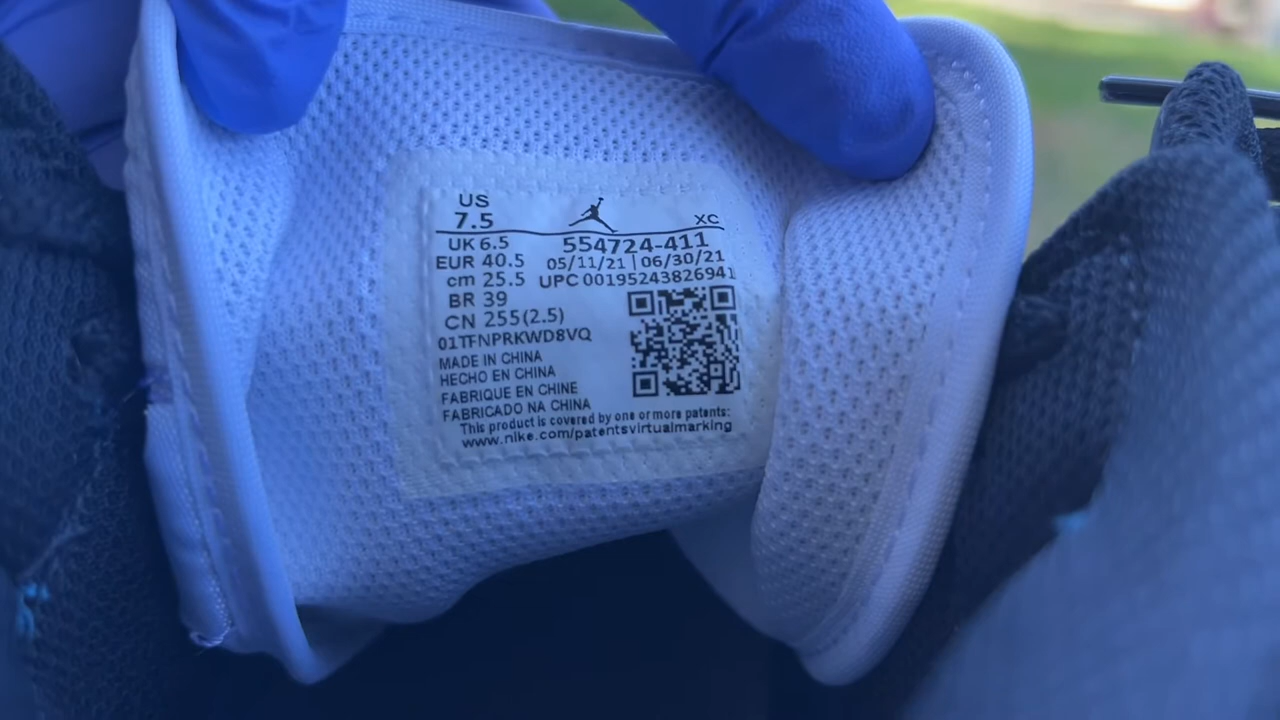 US
7.5
XC
UK 6.5
554724-411
EUR 40.5
05/11/21 | 06/30/21
cm 25.5
UPC 00195243826941
BR 39
CN 255(2.5)
01TFNPRKWD8VQ
MADE IN CHINA
HECHO EN CHINA
FABRIQUE EN CHINE
FABRICADO NA CHINA
This product is covered by one or more patents:
www.nike.com/patentsvirtualmarking